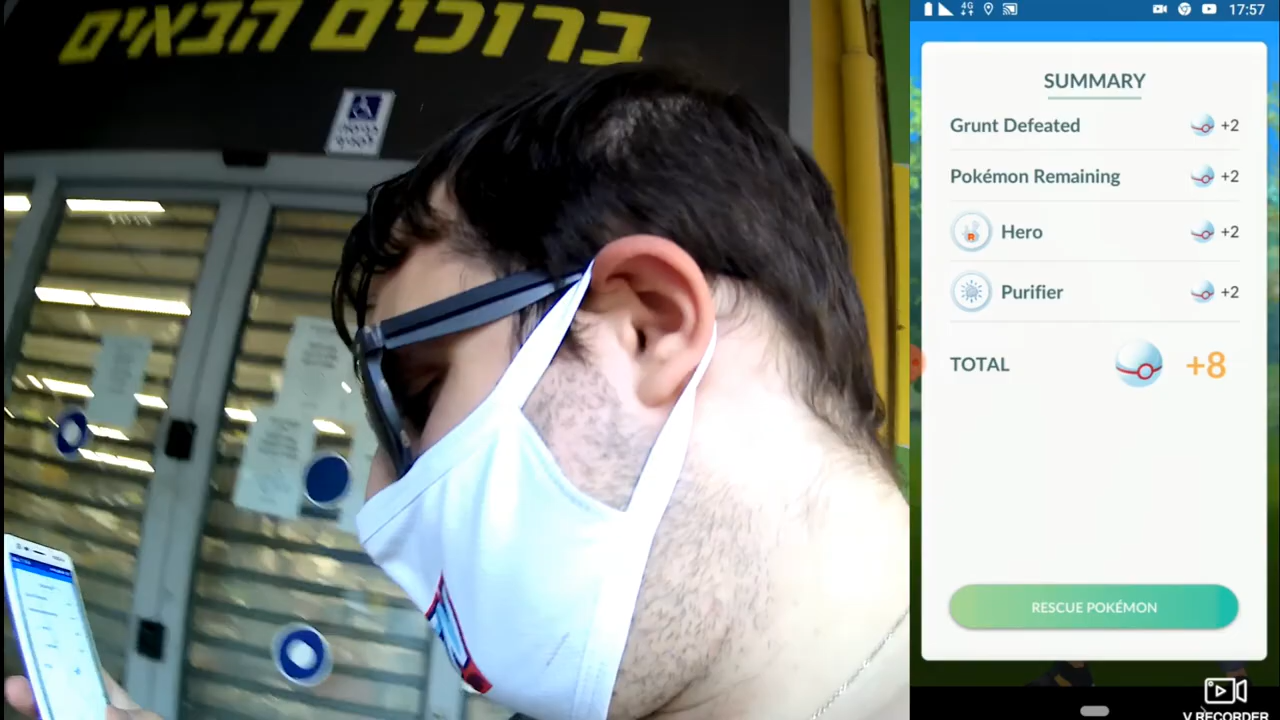 ברוכים הבאים
4G
17:57
SUMMARY
Grunt Defeated +2
Pokémon Remaining +2
Hero +2
R
Purifier +2
TOTAL +8
RESCUE POKÉMON
V RECORDER